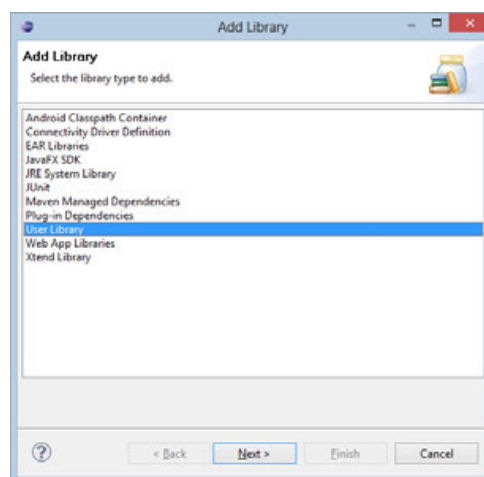 Add Library
Add Library
Select the library type to add.
Android Classpath Container
Connectivity Driver Definition
EAR Libraries
JavaFX SDK
JRE System Library
JUnit
Maven Managed Dependencies
Plug-in Dependencies
User Library
Web App Libraries
Xtend Library
? < Back Next > Finish Cancel